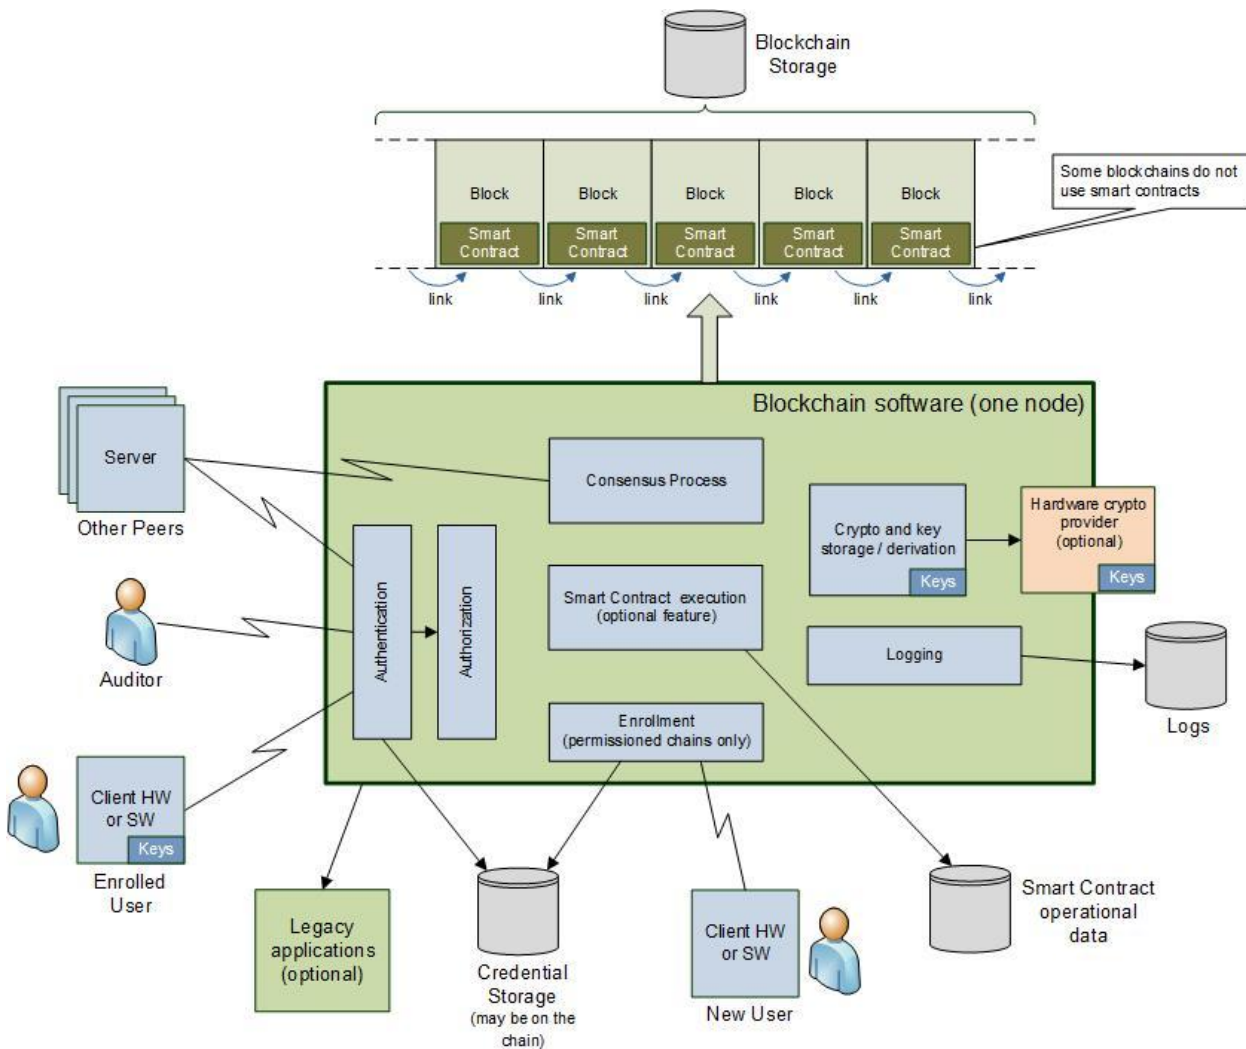 Blockchain
Storage
Block
Block
Block
Block
Block
Smart
Contract
Smart
Contract
Smart
Contract
Smart
Contract
Smart
Contract
Some blockchains do not
use smart contracts
link
link
link
link
link
link
Blockchain software (one node)
Server
Other Peers
Consensus Process
Crypto and key
storage / derivation
Keys
Hardware crypto
provider
(optional)
Keys
Authentication
Authorization
Smart Contract execution
(optional feature)
Auditor
Logging
Logs
Enrollment
(permissioned chains only)
Client HW
or SW
Keys
Enrolled
User
Legacy
applications
(optional)
Credential
Storage
(may be on the
chain)
Client HW
or SW
New User
Smart Contract
operational
data